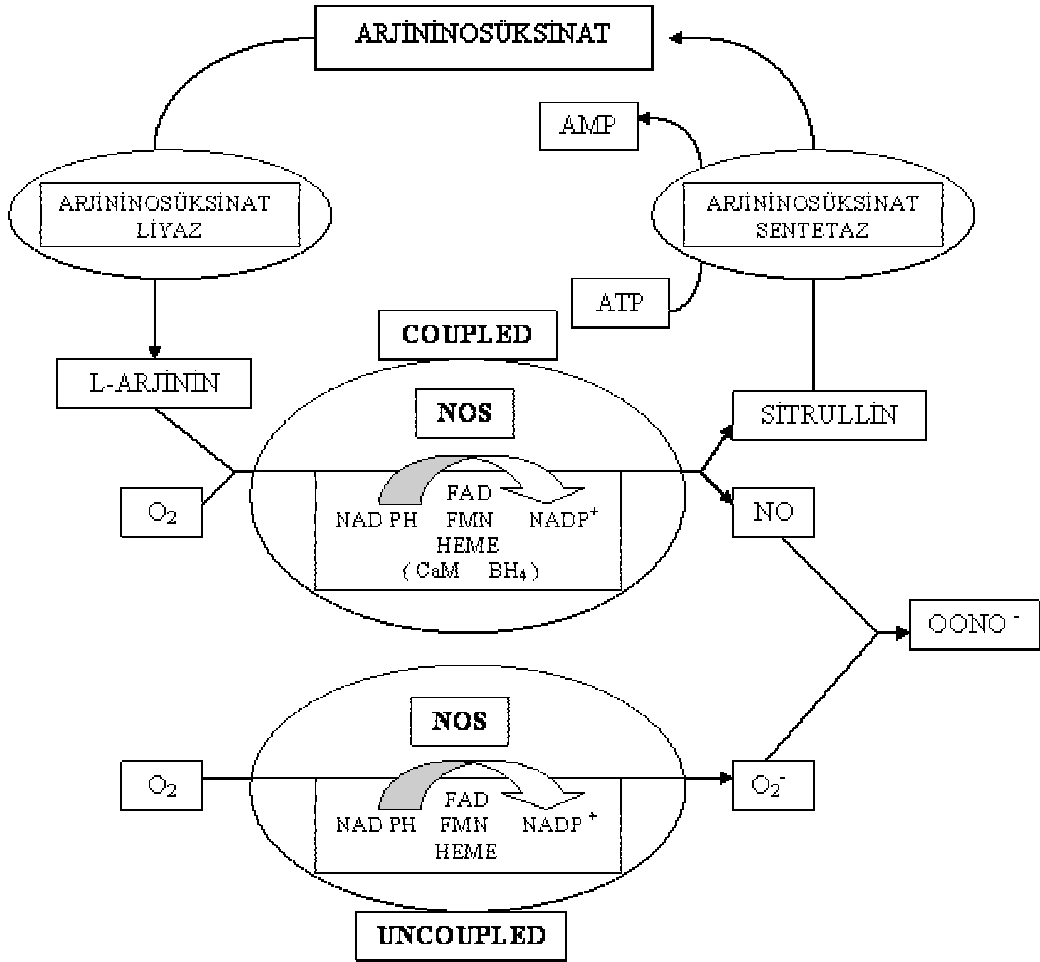 ARJİNİNOSÜKSİNAT
AMP
ARJİNİNOSÜKSİNAT
LİYAZ
ARJİNİNOSÜKSİNAT
SENTETAZ
ATP
COUPLED
L-ARJİNİN
NOS
SİTRULLİN
O₂
FAD
NAD PH FMN NADP⁺
HEME
( CaM BH₄ )
NO
OONO⁻
NOS
O₂
FAD
NAD PH FMN NADP⁺
HEME
O₂⁻
UNCOUPLED